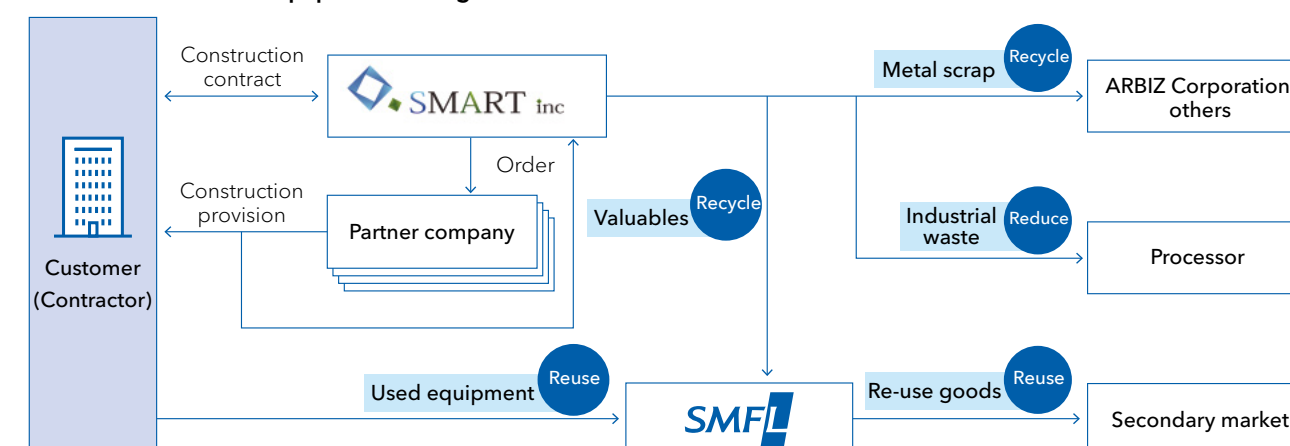 Construction
contract
SMART inc
Metal scrap
Recycle
ARBIZ Corporation
others
Order
Construction
provision
Partner company
Valuables
Recycle
Industrial
waste
Reduce
Processor
Customer
(Contractor)
Used equipment
Reuse
SMFL
Re-use goods
Reuse
Secondary market